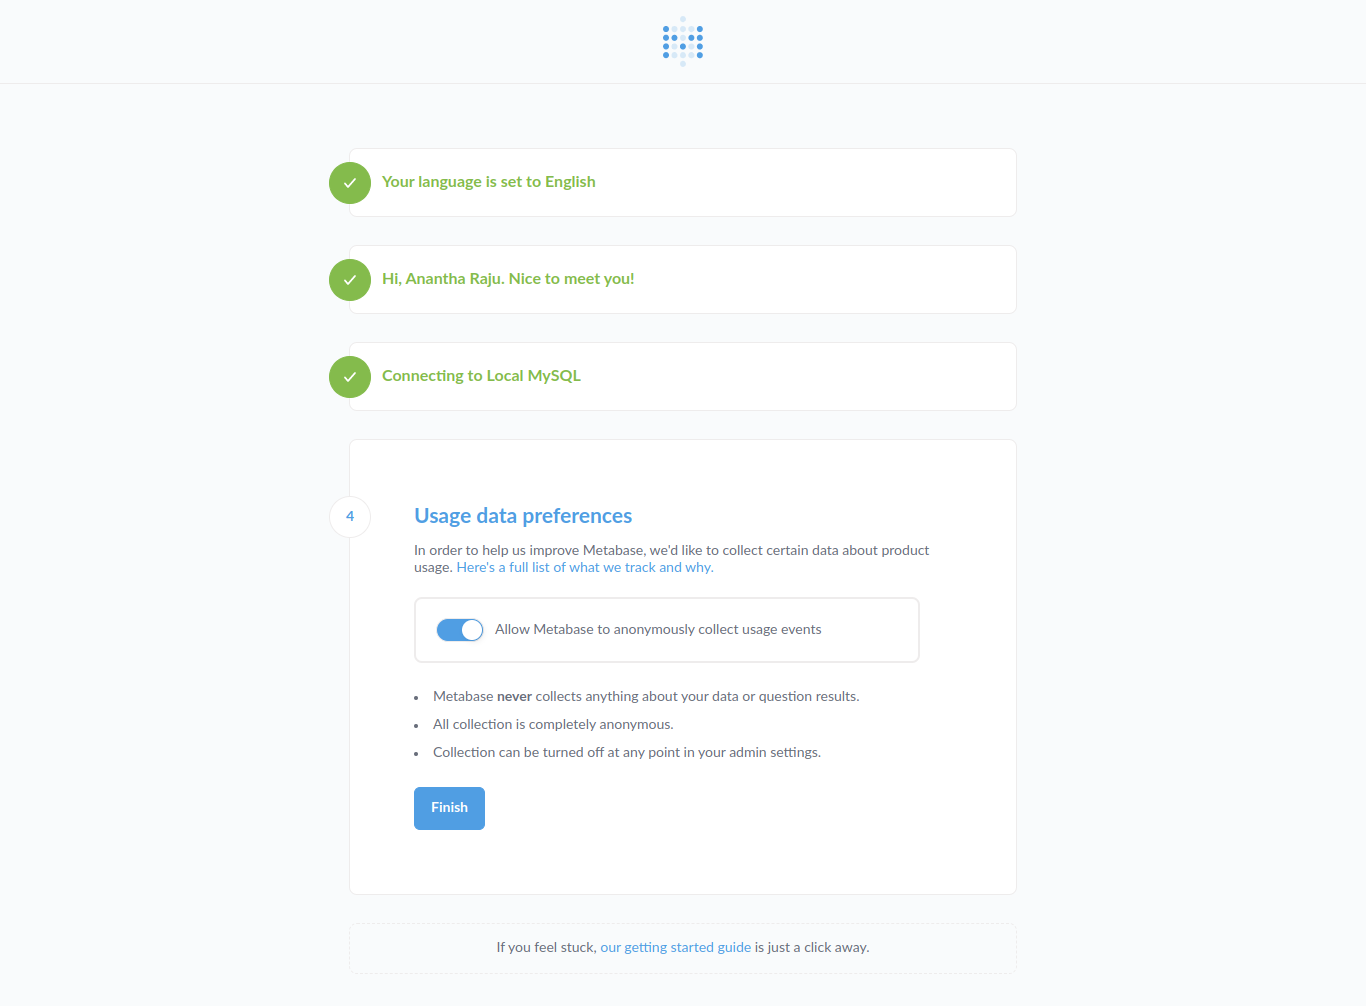 Your language is set to English
Hi, Anantha Raju. Nice to meet you!
Connecting to Local MySQL
4
Usage data preferences
In order to help us improve Metabase, we'd like to collect certain data about product
usage. Here's a full list of what we track and why.
Allow Metabase to anonymously collect usage events
• Metabase never collects anything about your data or question results.
• All collection is completely anonymous.
• Collection can be turned off at any point in your admin settings.
Finish
If you feel stuck, our getting started guide is just a click away.